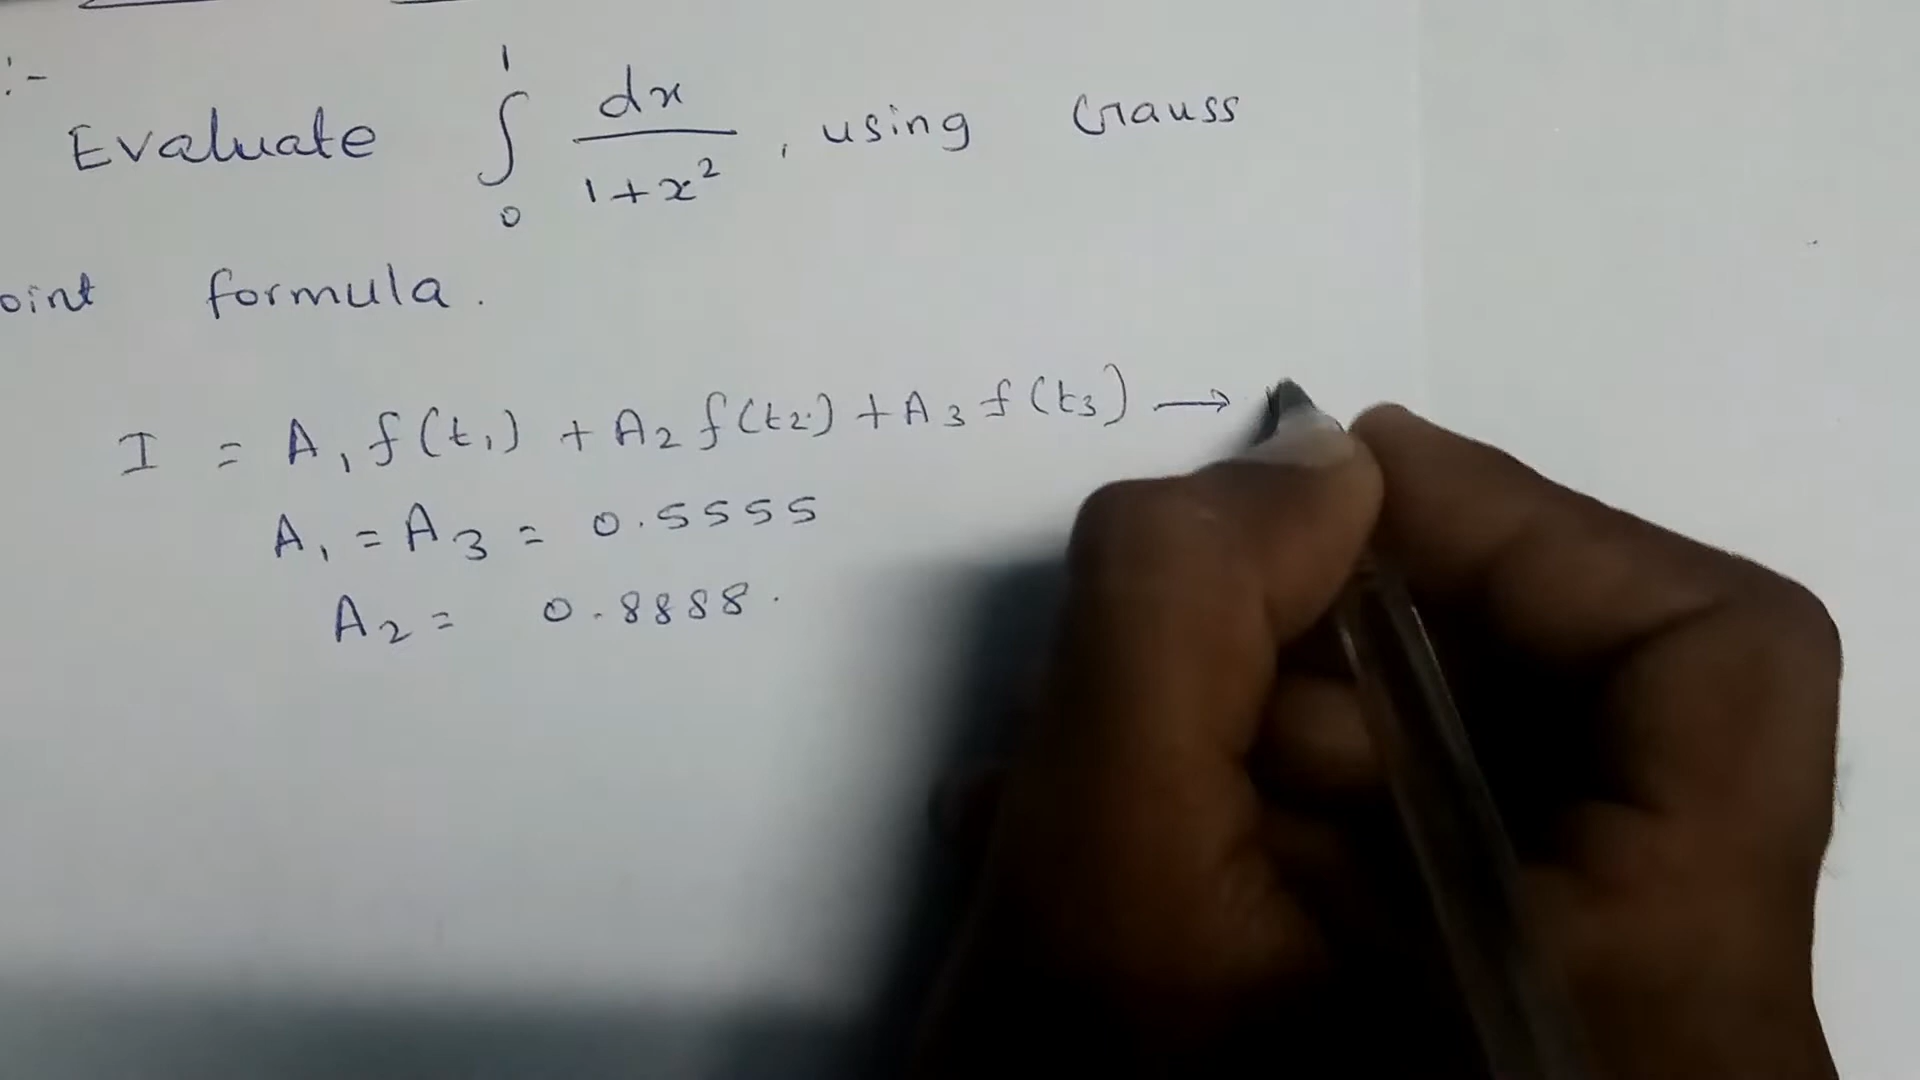 :-
Evaluate ∫₀¹ dx/(1+x²), using Gauss
oint formula.
I = A₁ f(t₁) + A₂ f(t₂) + A₃ f(t₃) →
A₁ = A₃ = 0.5555
A₂ = 0.8888.